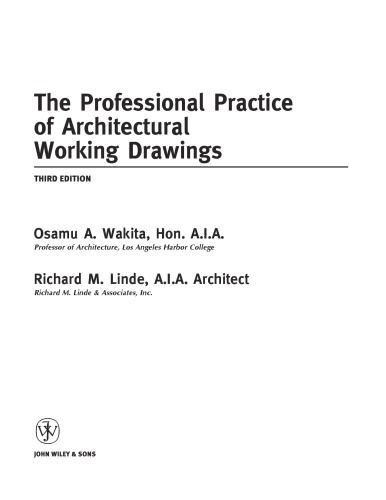 The Professional Practice
of Architectural
Working Drawings
THIRD EDITION
Osamu A. Wakita, Hon. A.I.A.
Professor of Architecture, Los Angeles Harbor College
Richard M. Linde, A.I.A. Architect
Richard M. Linde & Associates, Inc.
JOHN WILEY & SONS